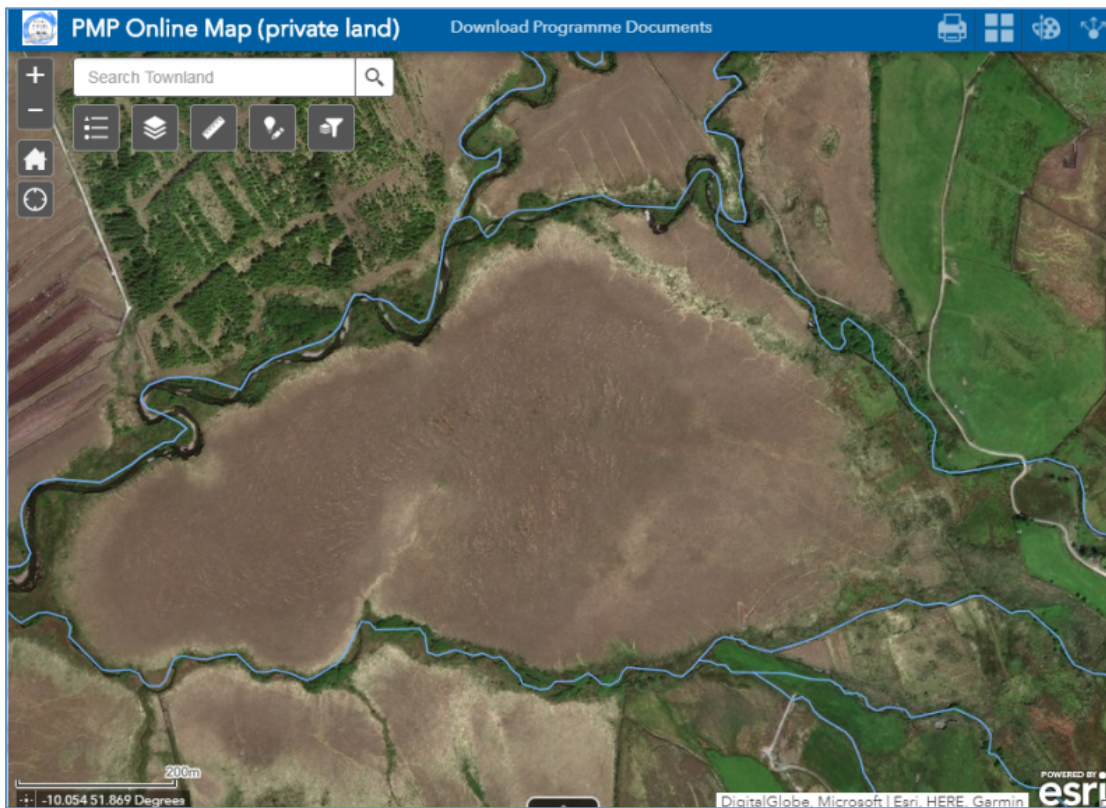 PMP Online Map (private land)
Download Programme Documents
+
Search Townland
−
200m
-10.054 51.869 Degrees
POWERED BY
esri
DigitalGlobe, Microsoft | Esri, HERE, Garmin